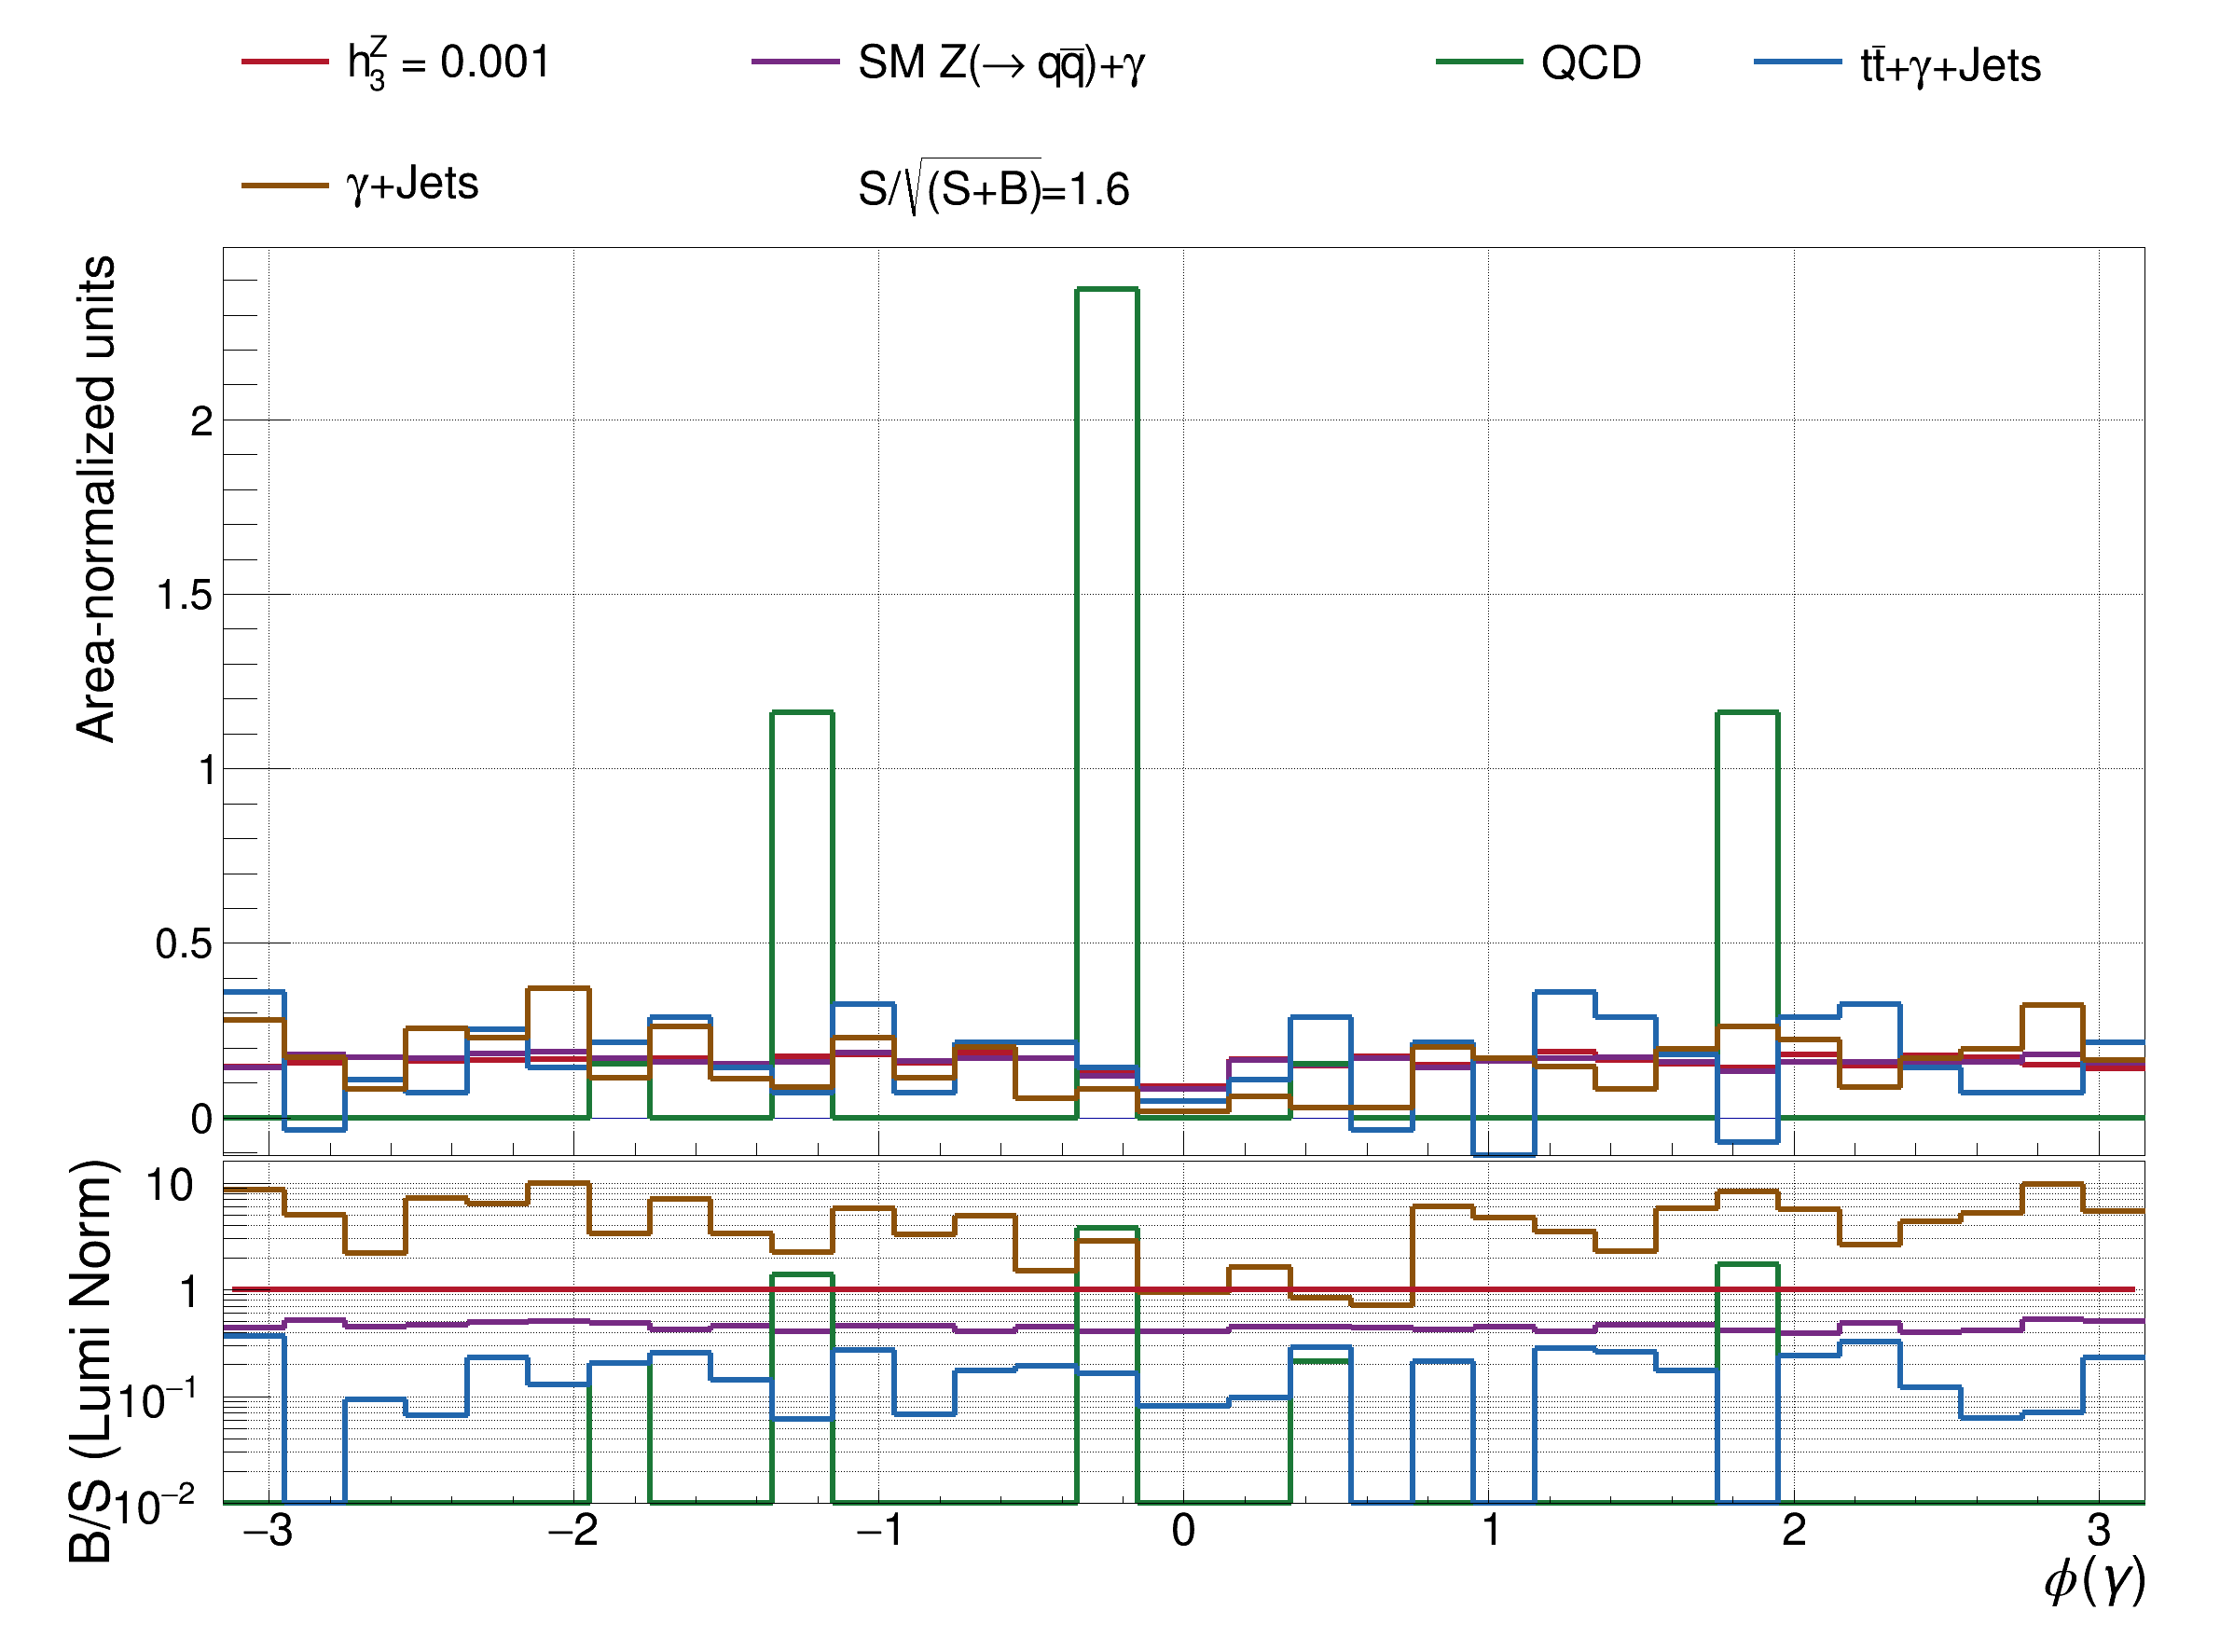 h₃ᶻ = 0.001 SM Z(→ qq̄)+γ QCD tt̄+γ+Jets
γ+Jets S/√(S+B)=1.6
Area-normalized units
2
1.5
1
0.5
0
B/S (Lumi Norm)
10
1
10⁻¹
10⁻²
−3 −2 −1 0 1 2 3
ϕ(γ)